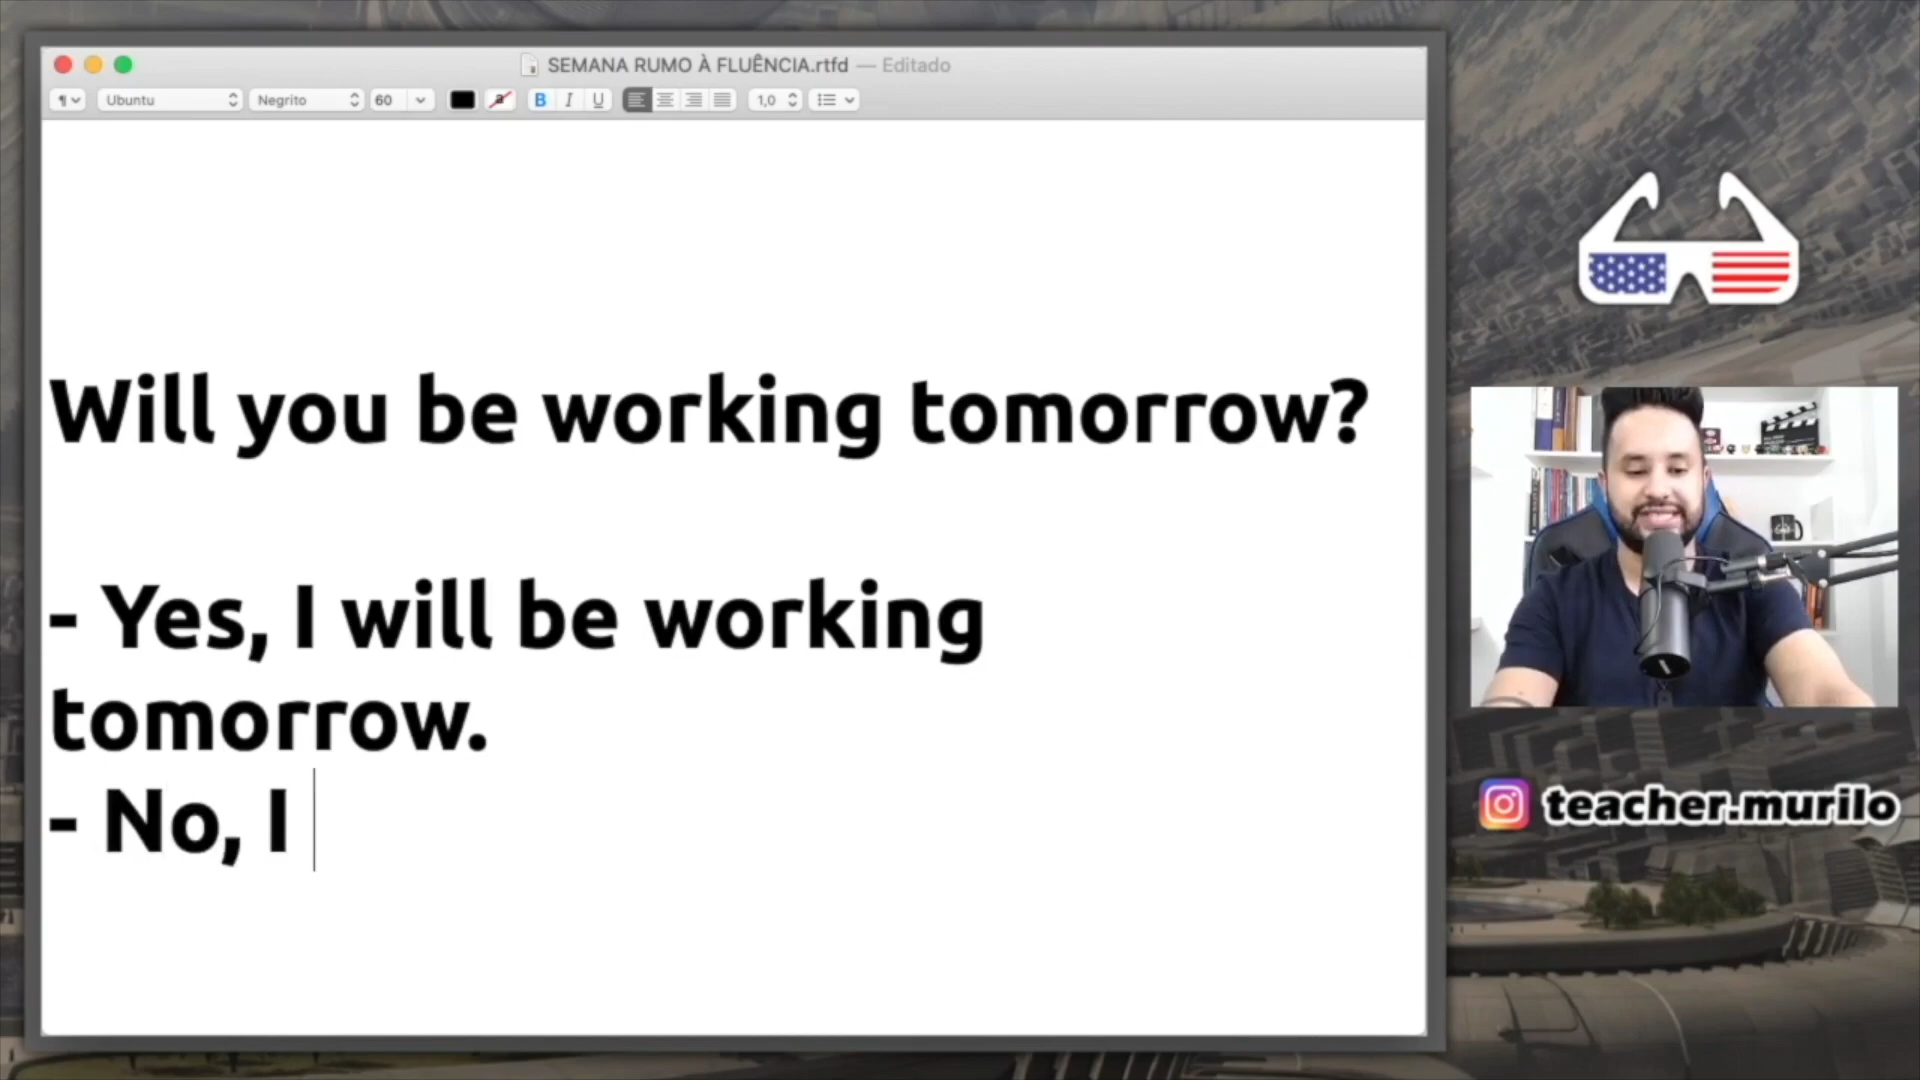 SEMANA RUMO À FLUÊNCIA.rtfd — Editado
Ubuntu Negrito 60 B I U 1,0
Will you be working tomorrow?
- Yes, I will be working
tomorrow.
- No, I
teacher.murilo